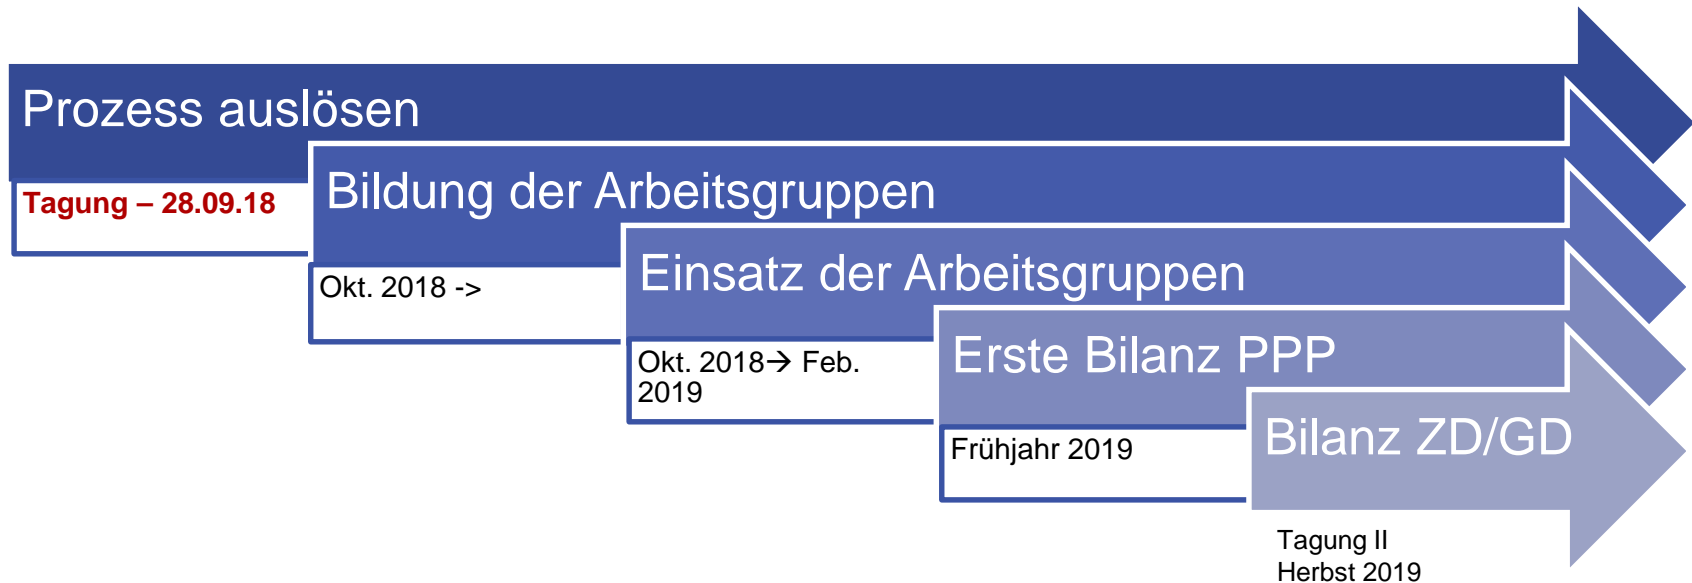 Prozess auslösen
Tagung – 28.09.18
Bildung der Arbeitsgruppen
Okt. 2018 ->
Einsatz der Arbeitsgruppen
Okt. 2018→ Feb.
2019
Erste Bilanz PPP
Frühjahr 2019
Bilanz ZD/GD
Tagung II
Herbst 2019